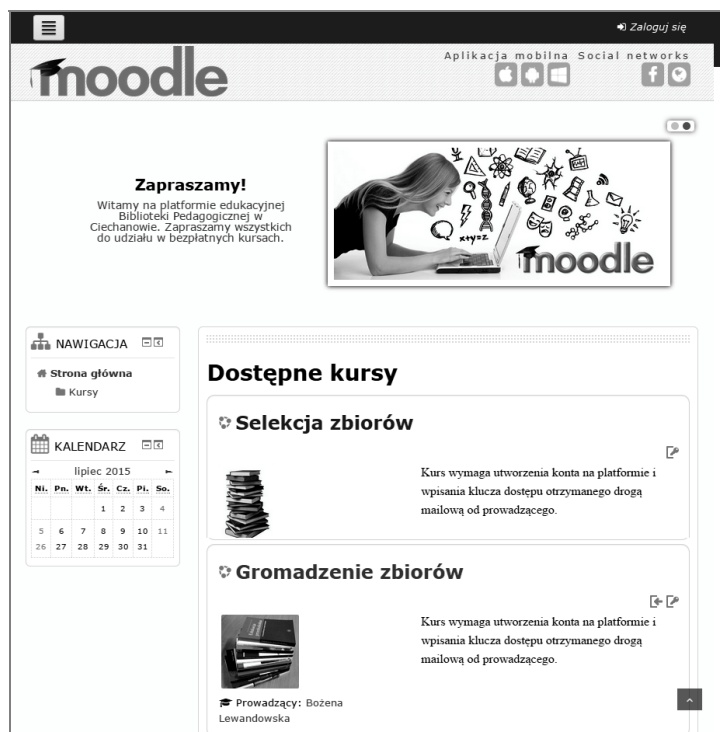 Zaloguj się
Aplikacja mobilna Social networks
moodle
Zapraszamy!
Witamy na platformie edukacyjnej
Biblioteki Pedagogicznej w
Ciechanowie. Zapraszamy wszystkich
do udziału w bezpłatnych kursach.
x+y=z
moodle
NAWIGACJA
Strona główna
Kursy
KALENDARZ
lipiec 2015
Ni. Pn. Wt. Śr. Cz. Pi. So.
1 2 3 4
5 6 7 8 9 10 11
26 27 28 29 30 31
Dostępne kursy
Selekcja zbiorów
Kurs wymaga utworzenia konta na platformie i
wpisania klucza dostępu otrzymanego drogą
mailową od prowadzącego.
Gromadzenie zbiorów
Kurs wymaga utworzenia konta na platformie i
wpisania klucza dostępu otrzymanego drogą
mailową od prowadzącego.
Prowadzący: Bożena
Lewandowska